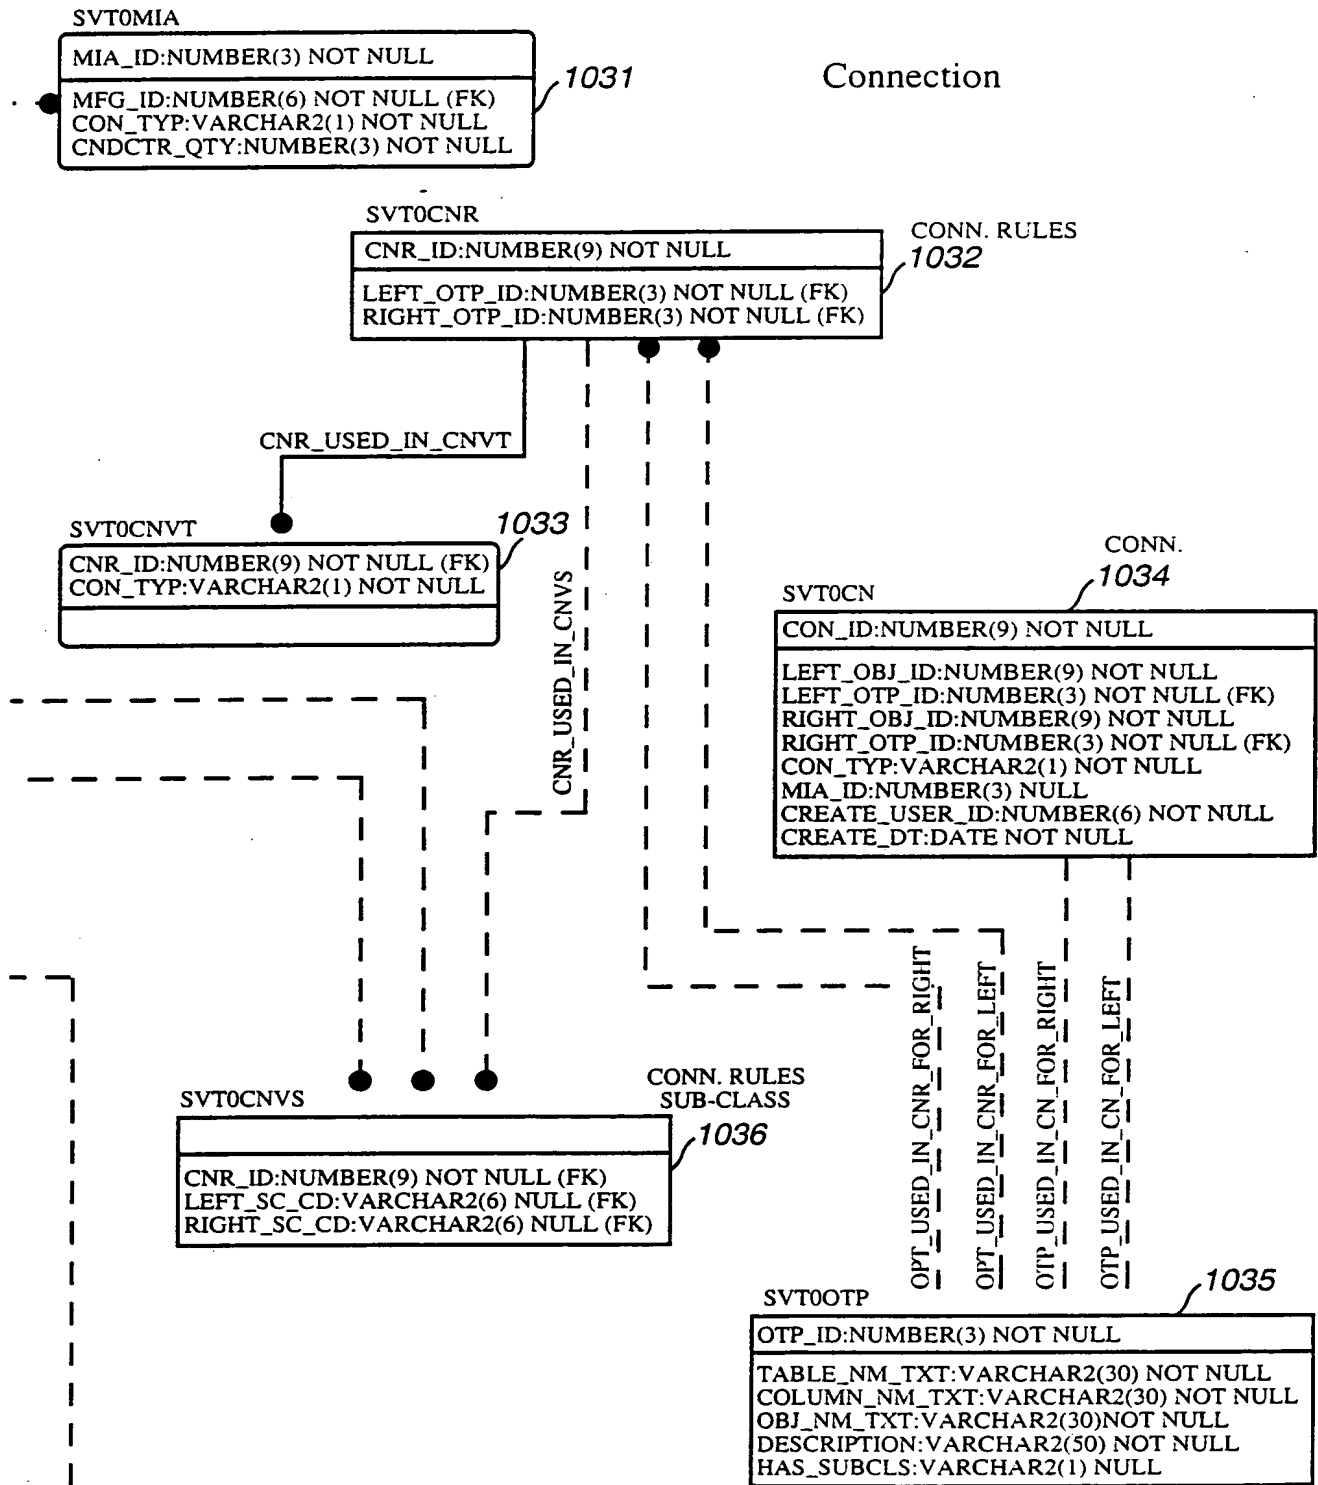 SVT0MIA
MIA_ID:NUMBER(3) NOT NULL
MFG_ID:NUMBER(6) NOT NULL (FK)
CON_TYP:VARCHAR2(1) NOT NULL
CNDCTR_QTY:NUMBER(3) NOT NULL
1031
Connection
SVT0CNR
CNR_ID:NUMBER(9) NOT NULL
LEFT_OTP_ID:NUMBER(3) NOT NULL (FK)
RIGHT_OTP_ID:NUMBER(3) NOT NULL (FK)
CONN. RULES
1032
CNR_USED_IN_CNVT
SVT0CNVT
1033
CNR_ID:NUMBER(9) NOT NULL (FK)
CON_TYP:VARCHAR2(1) NOT NULL
CNR_USED_IN_CNVS
CONN.
1034
SVT0CN
CON_ID:NUMBER(9) NOT NULL
LEFT_OBJ_ID:NUMBER(9) NOT NULL
LEFT_OTP_ID:NUMBER(3) NOT NULL (FK)
RIGHT_OBJ_ID:NUMBER(9) NOT NULL
RIGHT_OTP_ID:NUMBER(3) NOT NULL (FK)
CON_TYP:VARCHAR2(1) NOT NULL
MIA_ID:NUMBER(3) NULL
CREATE_USER_ID:NUMBER(6) NOT NULL
CREATE_DT:DATE NOT NULL
OPT_USED_IN_CNR_FOR_RIGHT
OPT_USED_IN_CNR_FOR_LEFT
OTP_USED_IN_CN_FOR_RIGHT
OTP_USED_IN_CN_FOR_LEFT
SVT0CNVS
CONN. RULES
SUB-CLASS
1036
CNR_ID:NUMBER(9) NOT NULL (FK)
LEFT_SC_CD:VARCHAR2(6) NULL (FK)
RIGHT_SC_CD:VARCHAR2(6) NULL (FK)
SVT0OTP
1035
OTP_ID:NUMBER(3) NOT NULL
TABLE_NM_TXT:VARCHAR2(30) NOT NULL
COLUMN_NM_TXT:VARCHAR2(30) NOT NULL
OBJ_NM_TXT:VARCHAR2(30)NOT NULL
DESCRIPTION:VARCHAR2(50) NOT NULL
HAS_SUBCLS:VARCHAR2(1) NULL